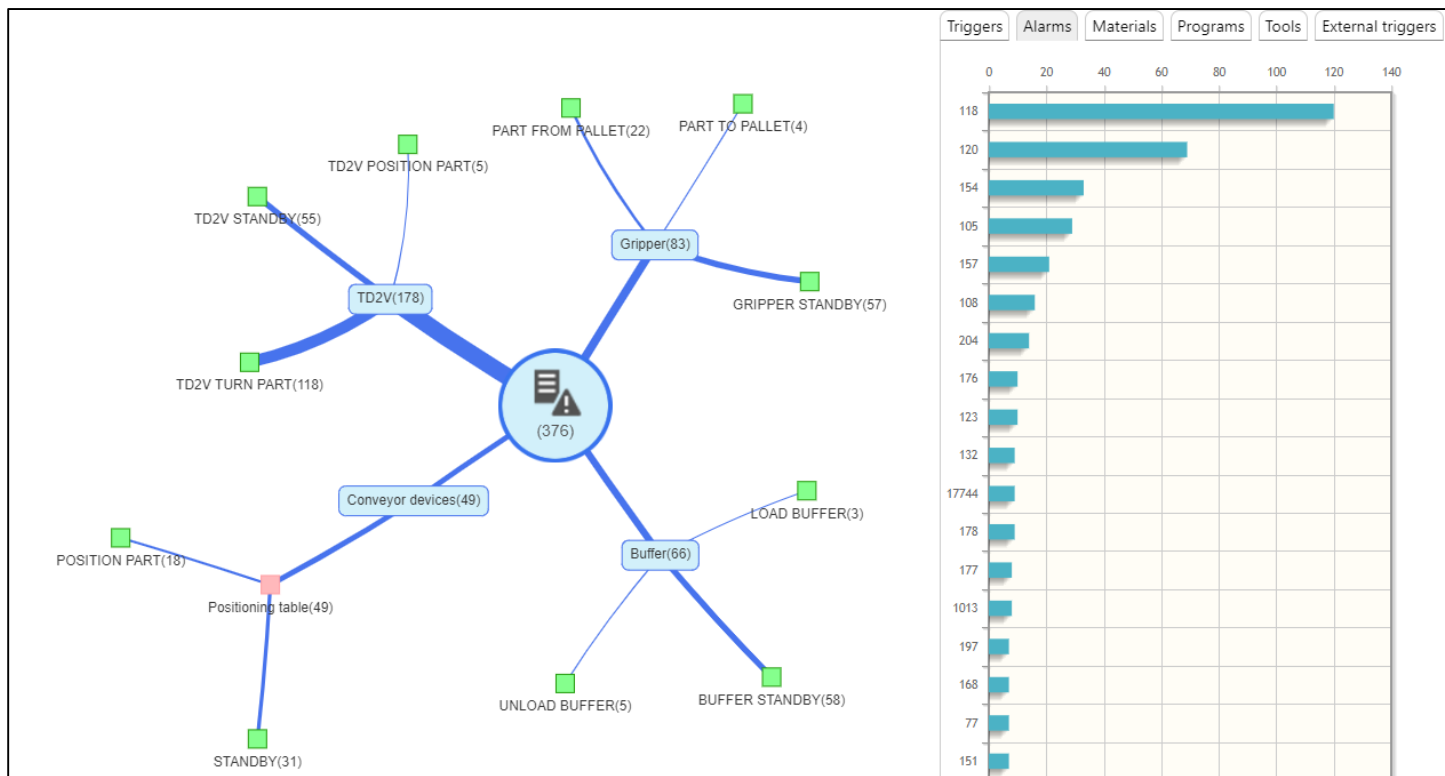 Triggers
Alarms
Materials
Programs
Tools
External triggers
PART FROM PALLET(22)
PART TO PALLET(4)
TD2V POSITION PART(5)
TD2V STANDBY(55)
Gripper(83)
TD2V(178)
GRIPPER STANDBY(57)
TD2V TURN PART(118)
(376)
Conveyor devices(49)
LOAD BUFFER(3)
POSITION PART(18)
Buffer(66)
Positioning table(49)
UNLOAD BUFFER(5)
BUFFER STANDBY(58)
STANDBY(31)
0 20 40 60 80 100 120 140
118
120
154
105
157
108
204
176
123
132
17744
178
177
1013
197
168
77
151